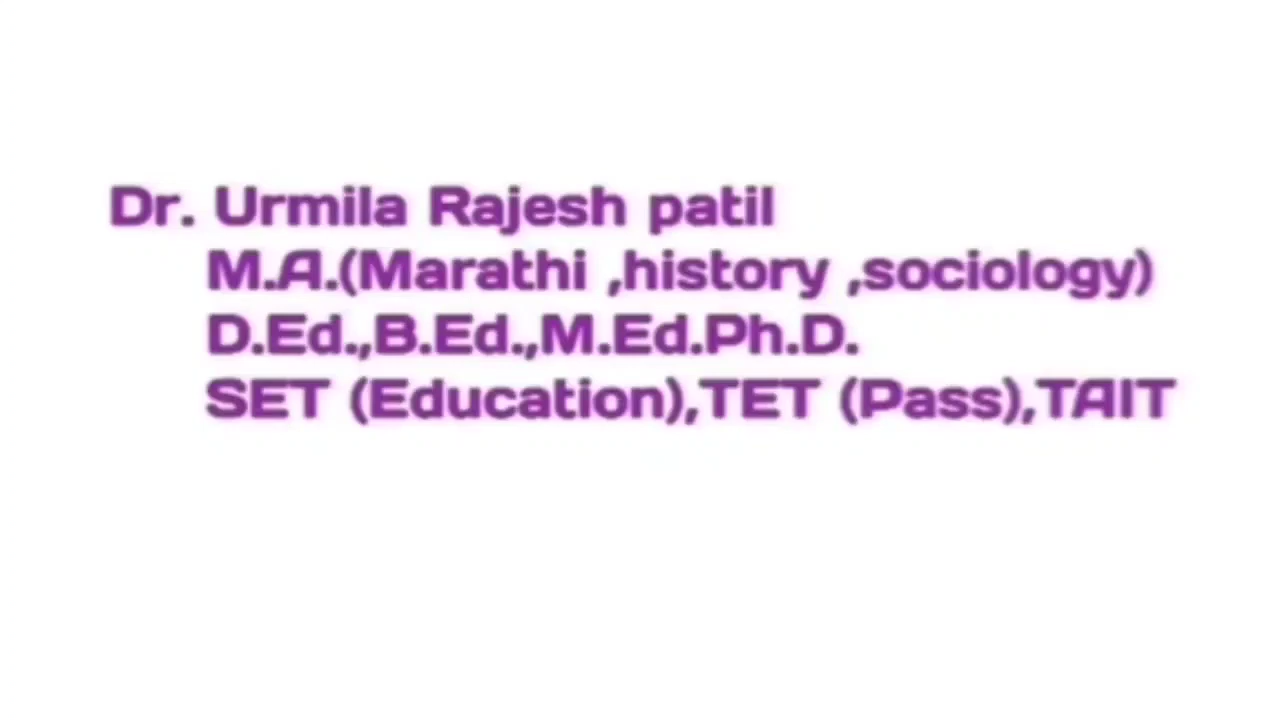 Dr. Urmila Rajesh patil
M.A.(Marathi ,history ,sociology)
D.Ed.,B.Ed.,M.Ed.Ph.D.
SET (Education),TET (Pass),TAIT